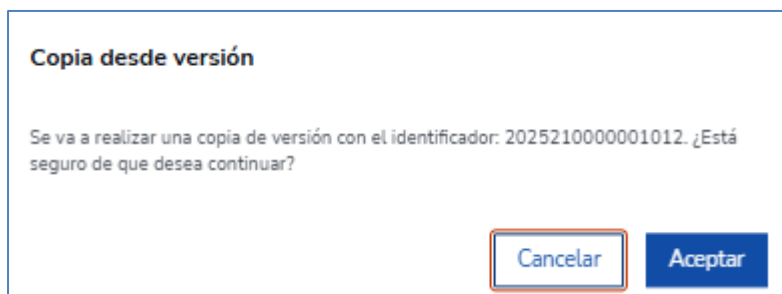 Copia desde versión
Se va a realizar una copia de versión con el identificador: 2025210000001012. ¿Está
seguro de que desea continuar?
Cancelar
Aceptar